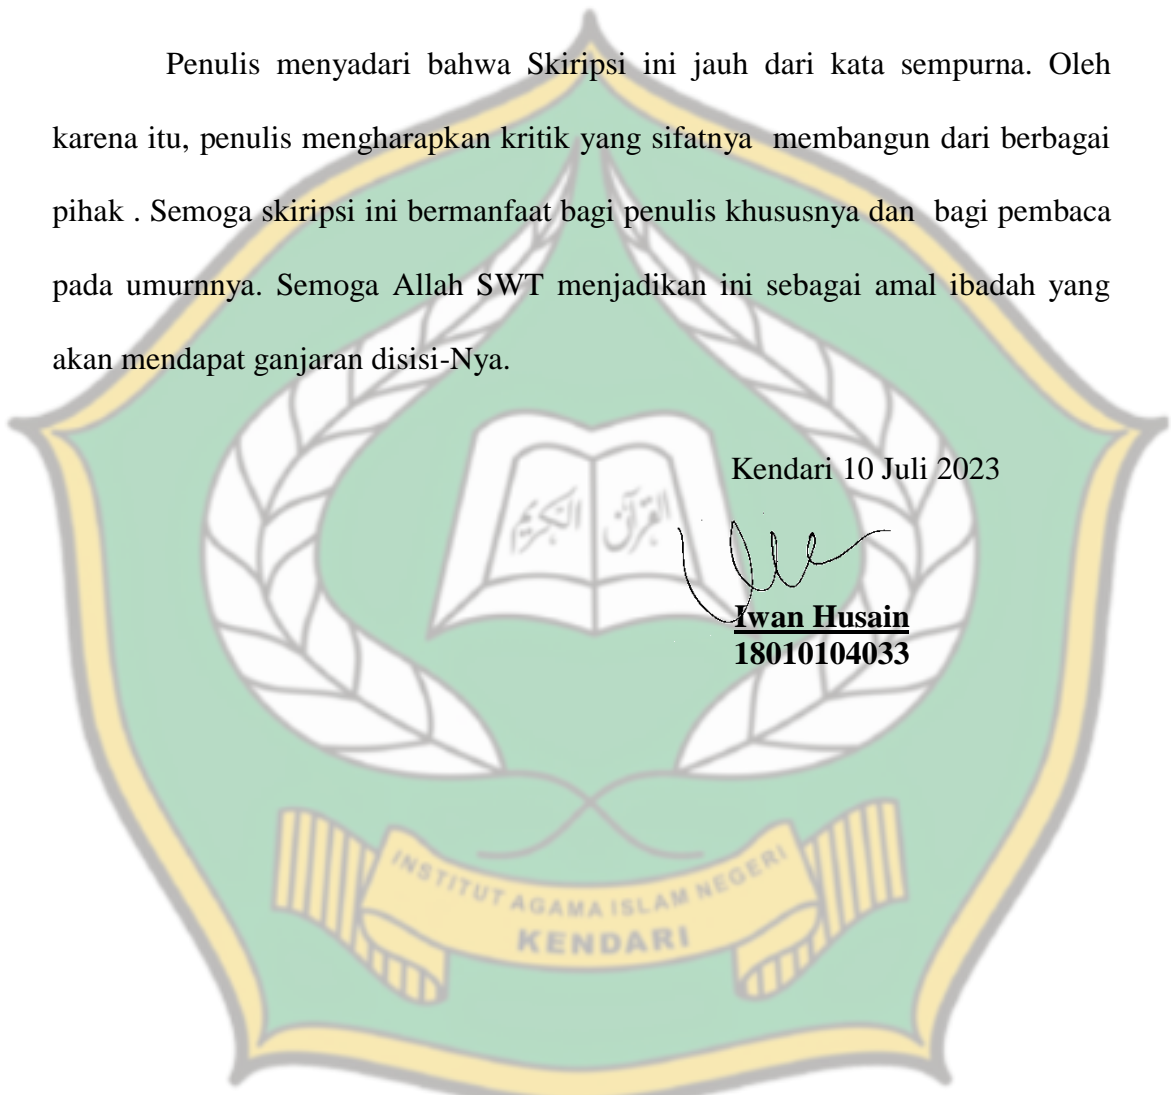 Penulis menyadari bahwa Skiripsi ini jauh dari kata sempurna. Oleh
karena itu, penulis mengharapkan kritik yang sifatnya  membangun dari berbagai
pihak . Semoga skiripsi ini bermanfaat bagi penulis khususnya dan  bagi pembaca
pada umurnnya. Semoga Allah SWT menjadikan ini sebagai amal ibadah yang
akan mendapat ganjaran disisi-Nya.
Kendari 10 Juli 2023
القرآن الكريم
Iwan Husain
18010104033
INSTITUT AGAMA ISLAM NEGERI
KENDARI